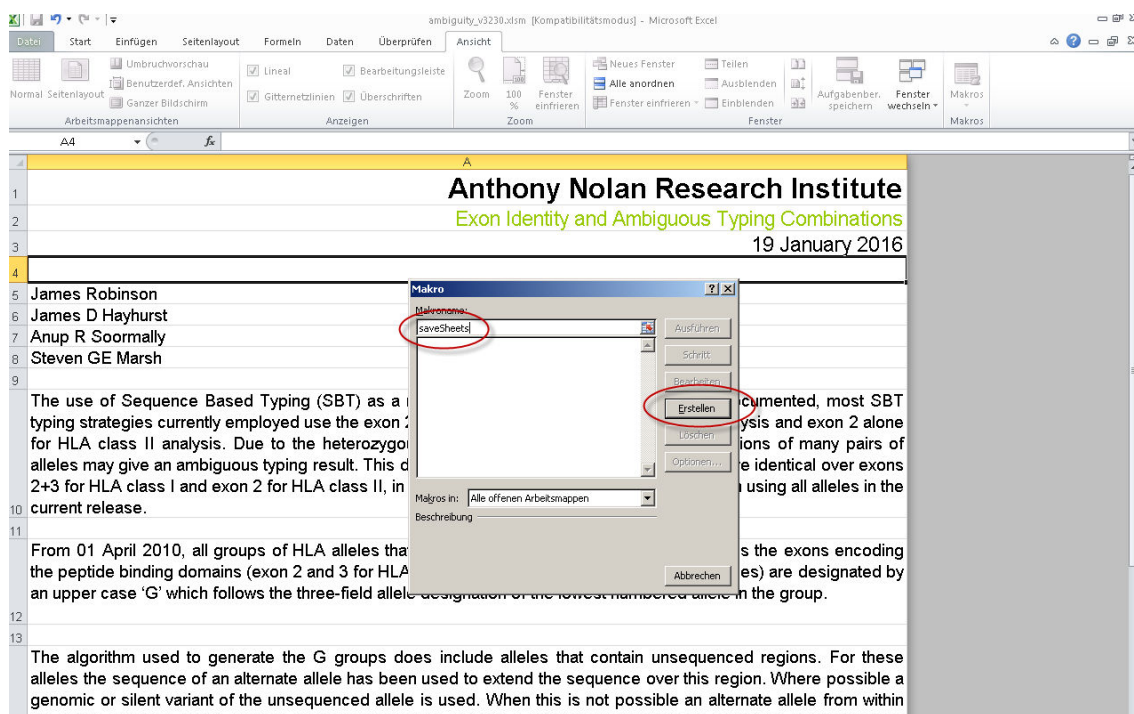 ambiguity_v3230.xlsm [Kompatibilitätsmodus] - Microsoft Excel
Datei Start Einfügen Seitenlayout Formeln Daten Überprüfen Ansicht
Normal Seitenlayout Umbruchvorschau
Benutzerdef. Ansichten
Ganzer Bildschirm
Arbeitsmappenansichten
Lineal Bearbeitungsleiste
Gitternetzlinien Überschriften
Anzeigen
Zoom 100 % Fenster einfrieren
Zoom
Neues Fenster Teilen
Alle anordnen Ausblenden
Fenster einfrieren Einblenden
Aufgabenber. speichern Fenster wechseln
Fenster
Makros
Makros
A4 fx
A
1 Anthony Nolan Research Institute
2 Exon Identity and Ambiguous Typing Combinations
3 19 January 2016
4
5 James Robinson
6 James D Hayhurst
7 Anup R Soormally
8 Steven GE Marsh
9
The use of Sequence Based Typing (SBT) as a cumented, most SBT
typing strategies currently employed use the exon ysis and exon 2 alone
for HLA class II analysis. Due to the heterozygo ions of many pairs of
alleles may give an ambiguous typing result. This d e identical over exons
2+3 for HLA class I and exon 2 for HLA class II, in using all alleles in the
10 current release.
11
From 01 April 2010, all groups of HLA alleles tha s the exons encoding
the peptide binding domains (exon 2 and 3 for HLA es) are designated by
an upper case ‘G’ which follows the three-field allele designation of the lowest numbered allele in the group.
12
13
The algorithm used to generate the G groups does include alleles that contain unsequenced regions. For these
alleles the sequence of an alternate allele has been used to extend the sequence over this region. Where possible a
genomic or silent variant of the unsequenced allele is used. When this is not possible an alternate allele from within
Makro
Makroname:
saveSheets
Ausführen
Schritt
Bearbeiten
Erstellen
Löschen
Optionen...
Makros in: Alle offenen Arbeitsmappen
Beschreibung
Abbrechen